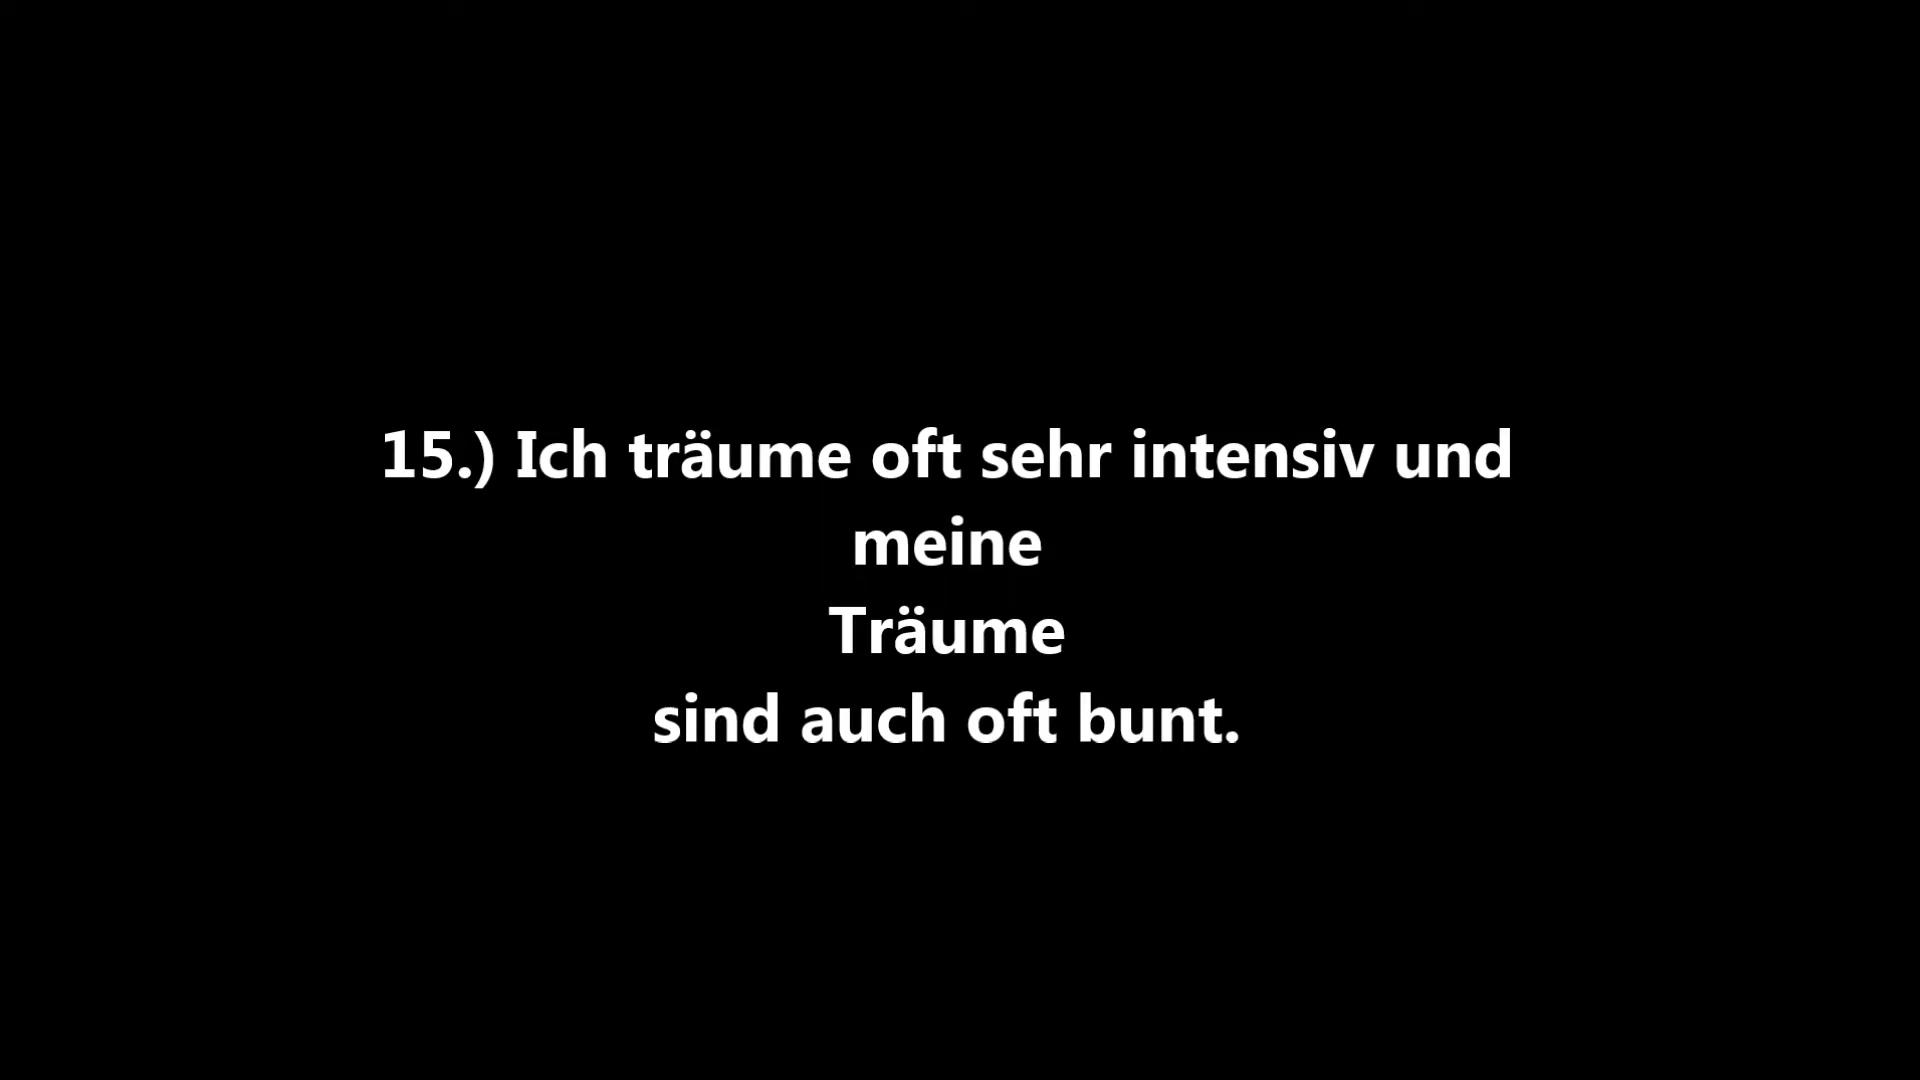 15.) Ich träume oft sehr intensiv und
meine
Träume
sind auch oft bunt.